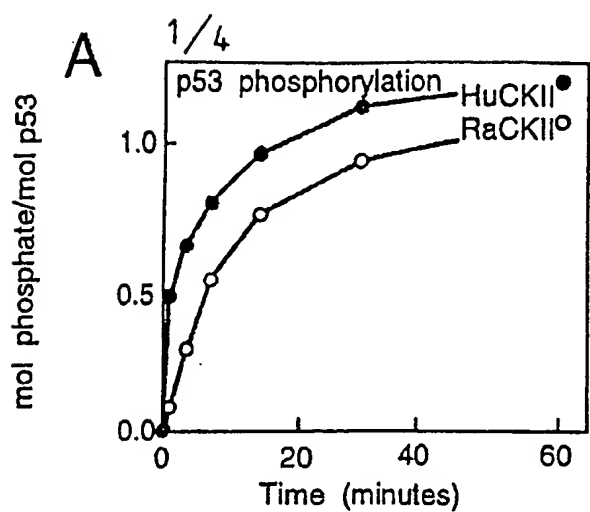 1/4
A
p53 phosphorylation
HuCKII
RaCKII
mol phosphate/mol p53
1.0
0.5
0.0
0
20
40
60
Time (minutes)